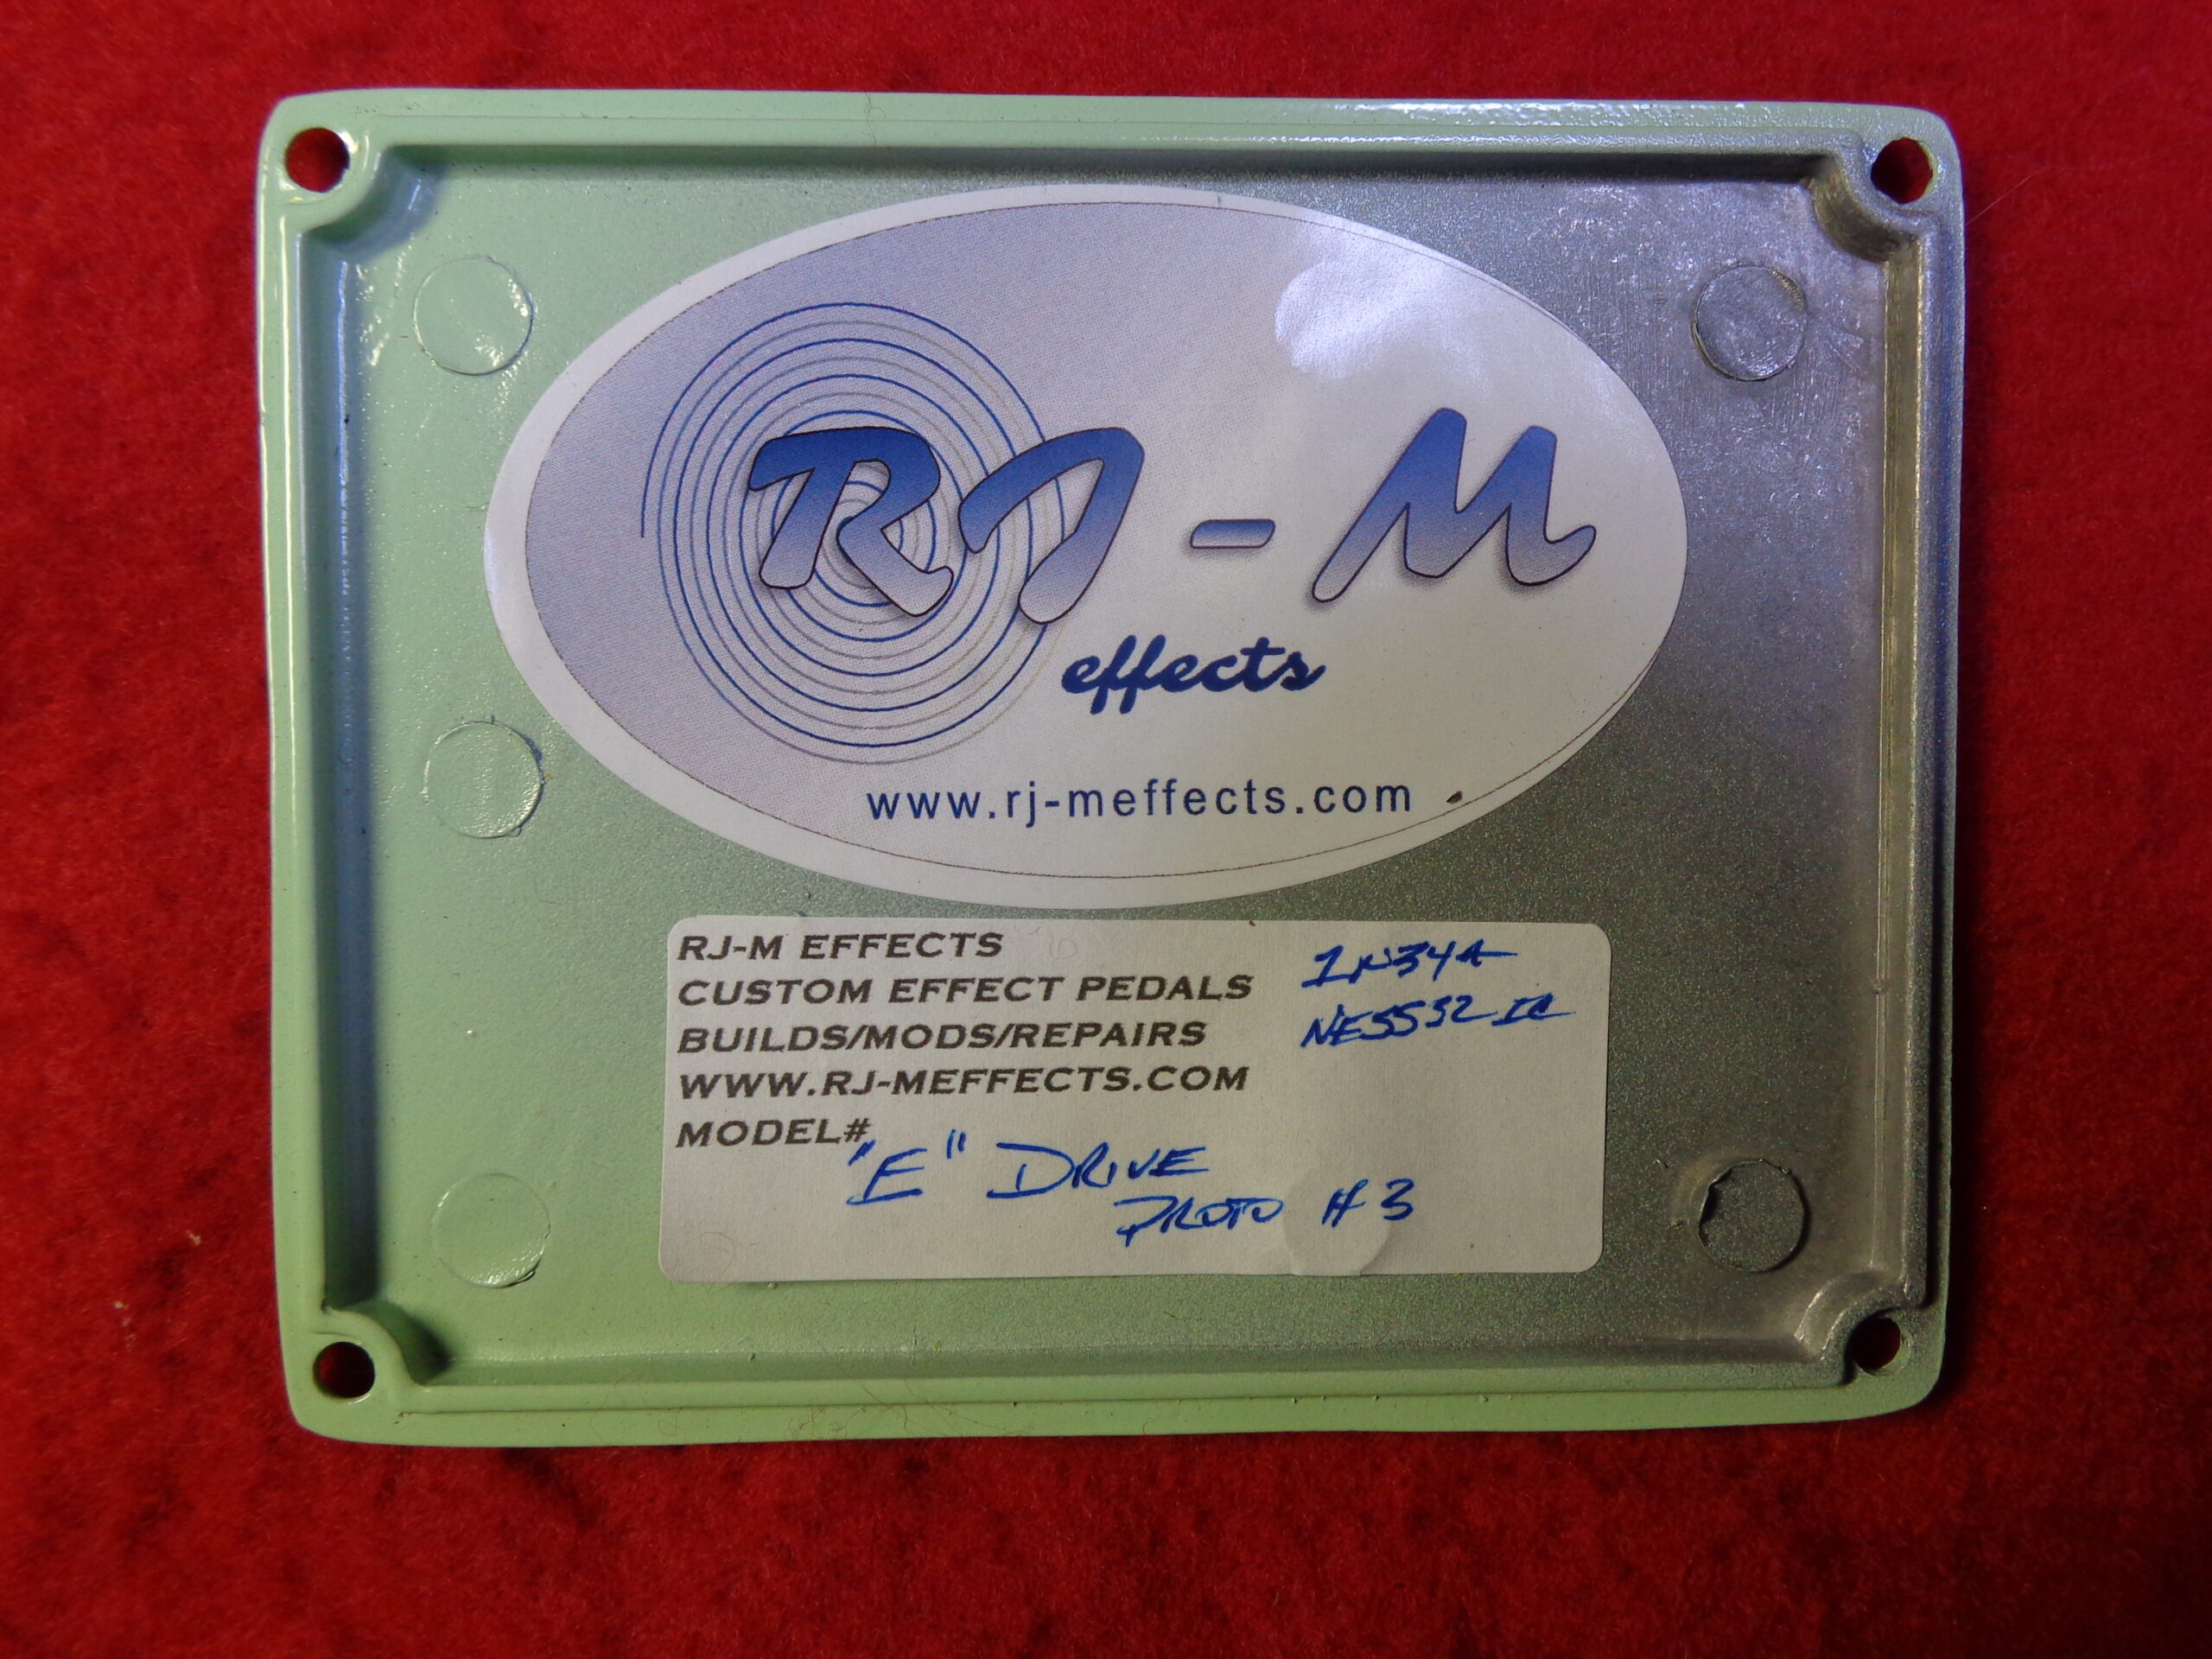 RJ-M
effects
www.rj-meffects.com
RJ-M EFFECTS
CUSTOM EFFECT PEDALS
BUILDS/MODS/REPAIRS
WWW.RJ-MEFFECTS.COM
MODEL#
"E" DRIVE
PROTO #3
1N34A
NE5532 IC